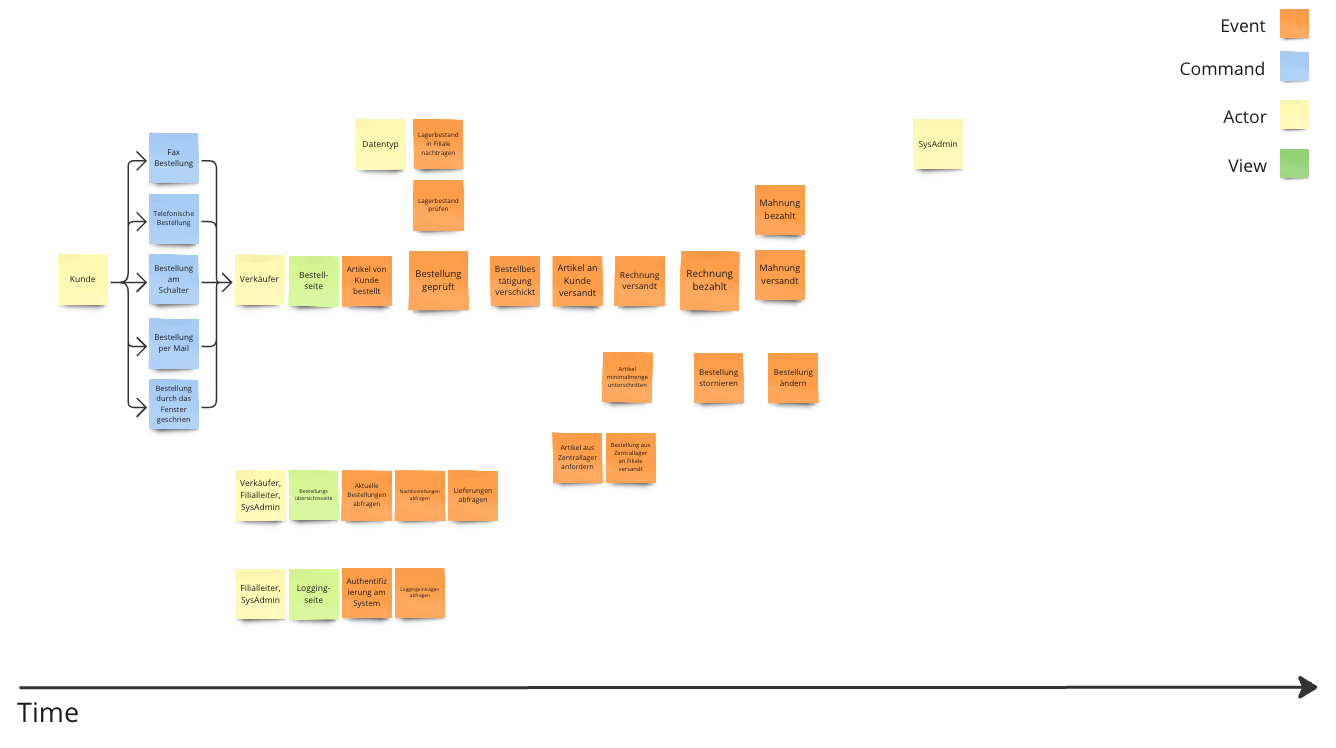 Event
Command
Actor
View
Fax
Bestellung
Telefonische
Bestellung
Kunde
Bestellung
am
Schalter
Bestellung
per Mail
Bestellung
durch das
Fenster
geschrien
Datentyp
Lagerbestand
in Filiale
nachtragen
Lagerbestand
prüfen
SysAdmin
Verkäufer
Bestell-
seite
Artikel von
Kunde
bestellt
Bestellung
geprüft
Bestellbes
tätigung
verschickt
Artikel an
Kunde
versandt
Rechnung
versandt
Rechnung
bezahlt
Mahnung
bezahlt
Mahnung
versandt
Artikel
minimalmenge
unterschritten
Bestellung
stornieren
Bestellung
ändern
Artikel aus
Zentrallager
anfordern
Bestellung aus
Zentrallager
an Filiale
versandt
Verkäufer,
Filialleiter,
SysAdmin
Bestellungs
übersichtsseite
Aktuelle
Bestellungen
abfragen
Nachbestellungen
abfragen
Lieferungen
abfragen
Filialleiter,
SysAdmin
Logging-
seite
Authentifiz
ierung am
System
Loggingeinträgen
abfragen
Time